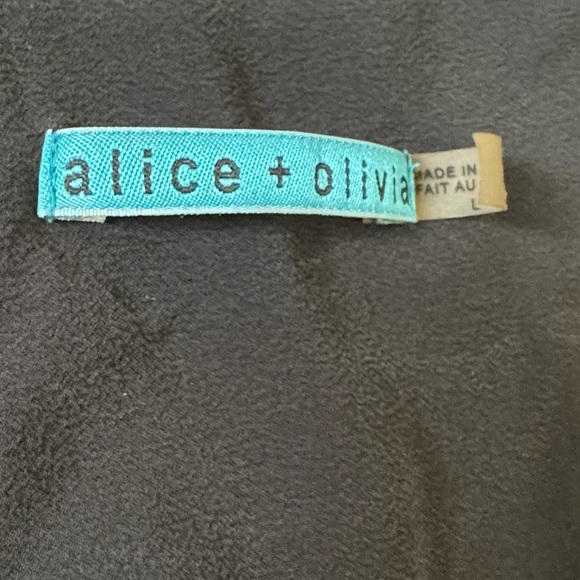 alice + olivia
MADE IN
FAIT AU
L